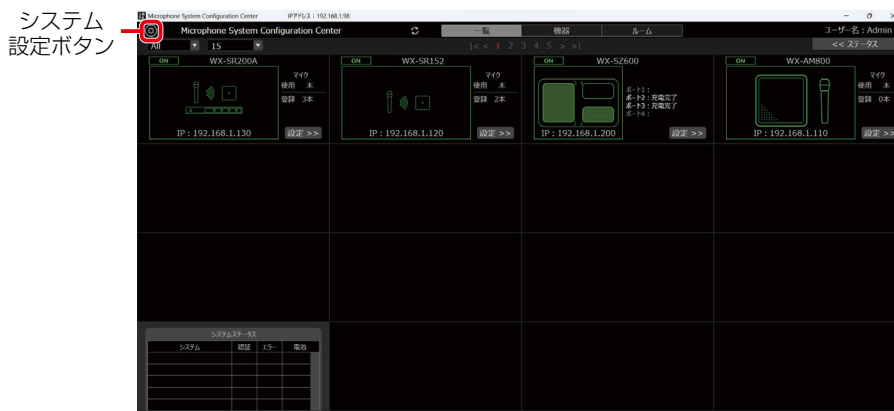 システム
設定ボタン
Microphone System Configuration Center IPアドレス : 192.168.1.98
Microphone System Configuration Center
一覧 機器 ルーム
ユーザー名 : Admin
All 15
|< < 1 2 3 4 5 > >|
<< ステータス
ON WX-SR200A
マイク
使用 本
登録 3本
IP : 192.168.1.130 設定 >>
ON WX-SR152
マイク
使用 本
登録 2本
IP : 192.168.1.120 設定 >>
ON WX-SZ600
ポート1 :
ポート2 : 充電完了
ポート3 : 充電完了
ポート4 :
IP : 192.168.1.200 設定 >>
ON WX-AM800
マイク
使用 本
登録 0本
IP : 192.168.1.110 設定 >>
システムステータス
システム 認証 エラー 電池